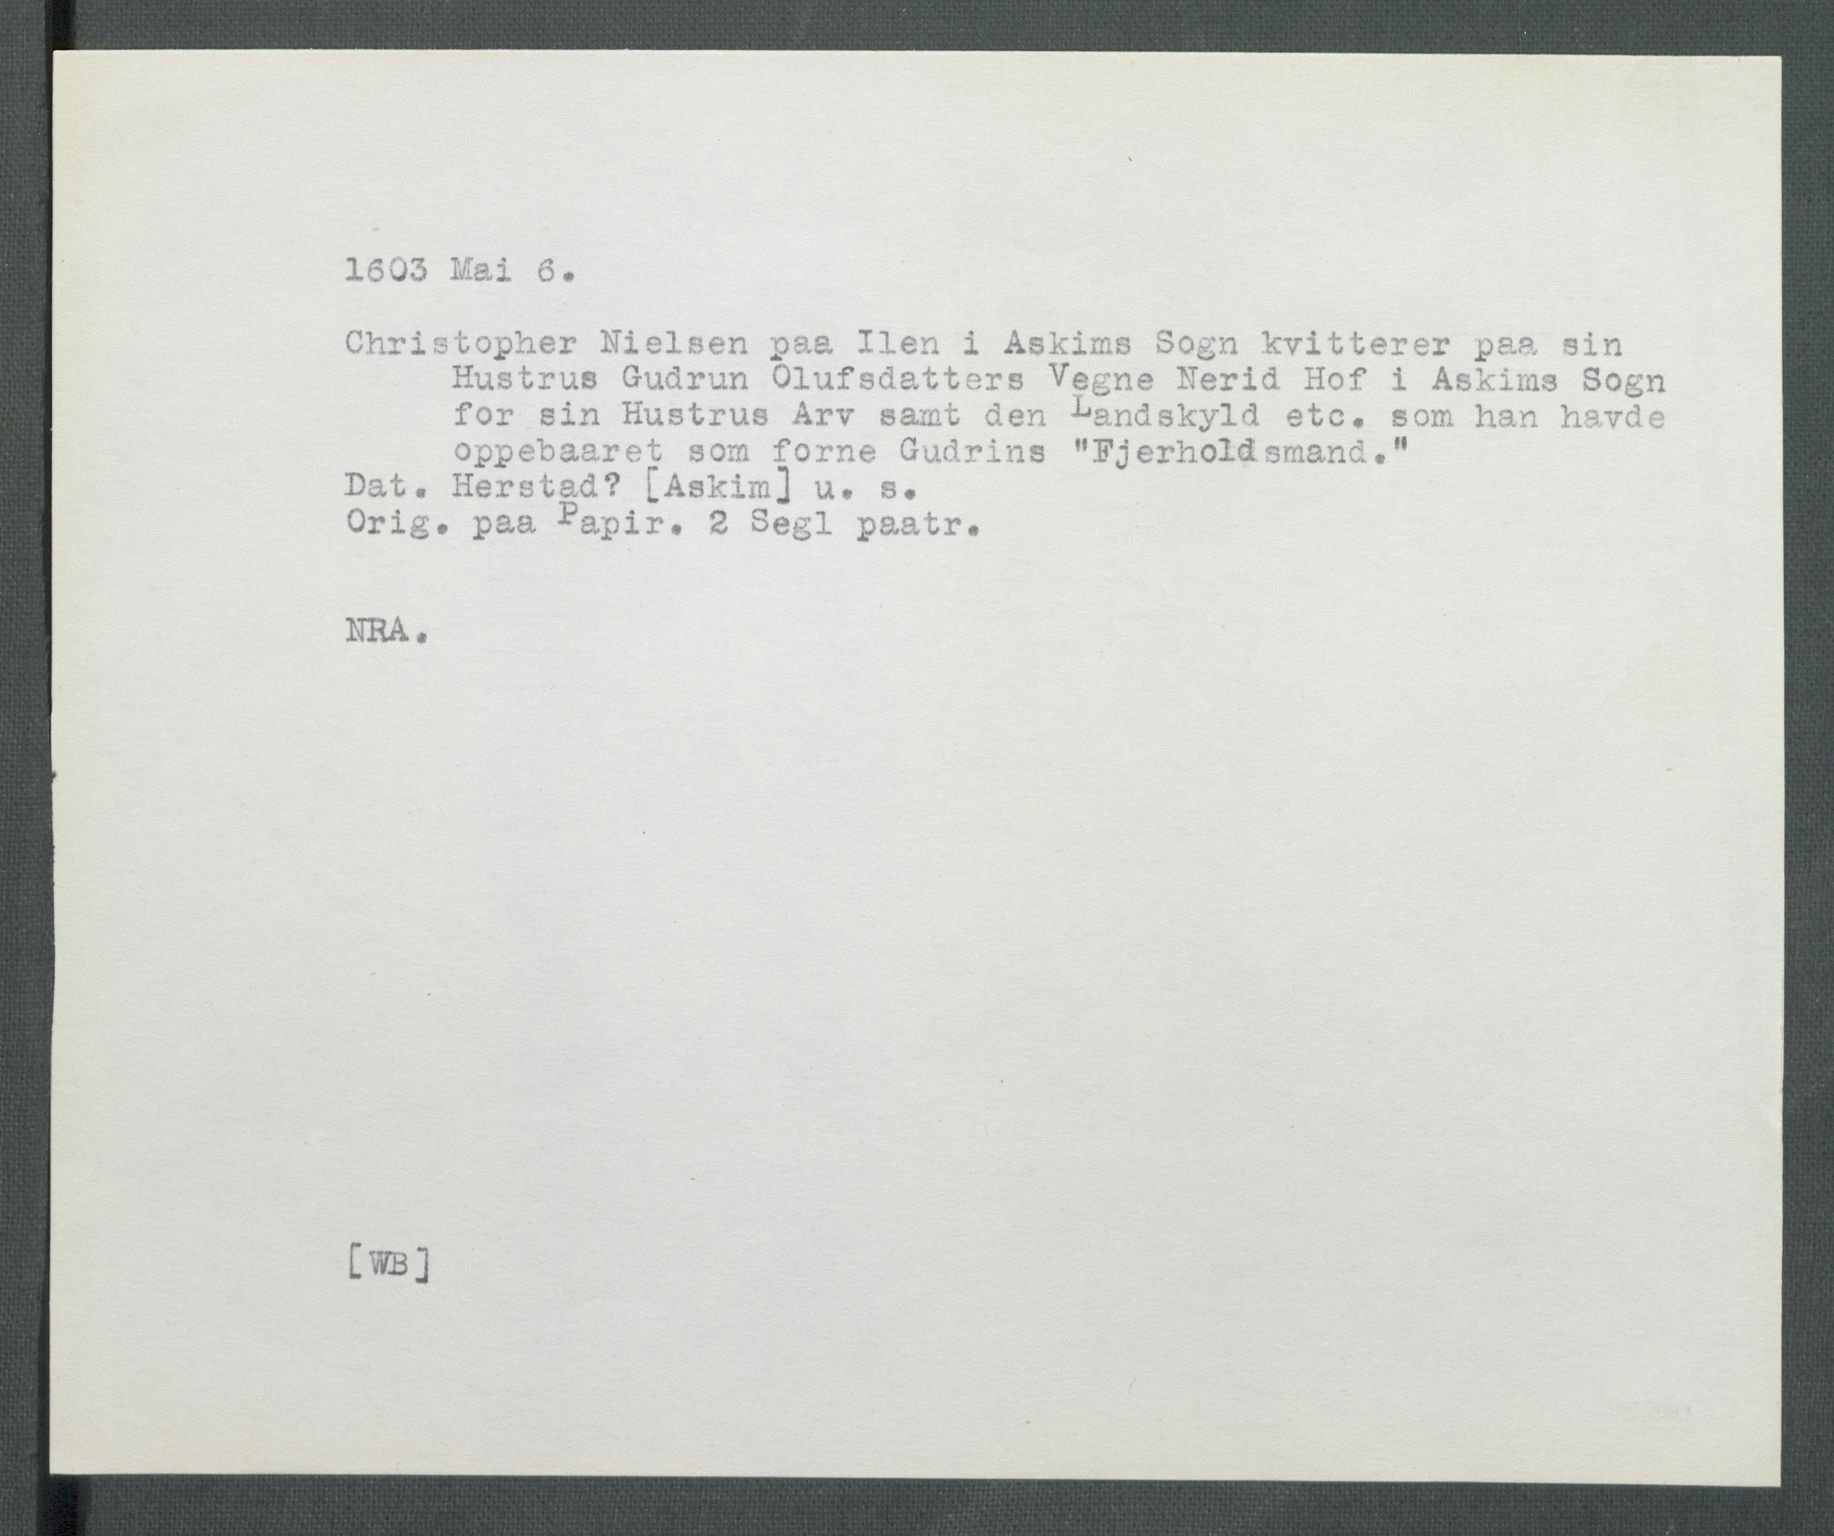 1603 Mai 6.
Christopher Nielsen paa Ilen i Askims Sogn kvitterer paa sin
Hustrus Gudrun Olufsdatters Vegne Nerid Hof i Askims Sogn
for sin Hustrus Arv samt den Landskyld etc. som han havde
oppebaaret som forne Gudrins "Fjerholdsmand."
Dat. Herstad? [Askim] u. s.
Orig. paa Papir. 2 Segl paatr.
NRA.
[WB]